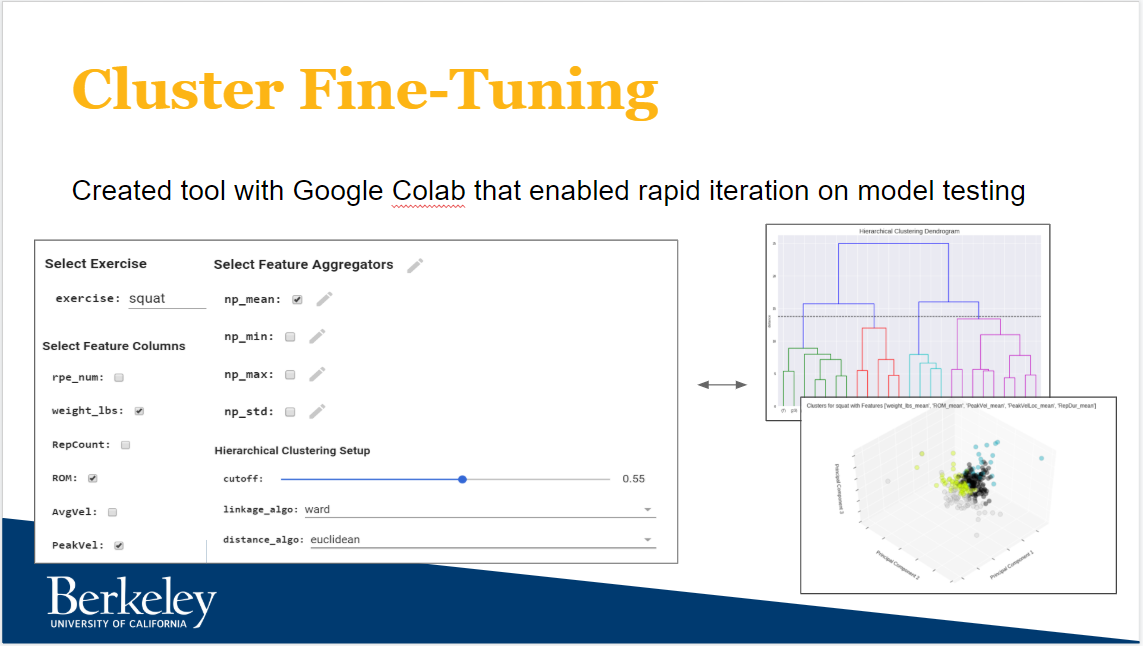 Cluster Fine-Tuning
Created tool with Google Colab that enabled rapid iteration on model testing
Select Exercise
exercise: squat
Select Feature Columns
rpe_num:
weight_lbs:
RepCount:
ROM:
AvgVel:
PeakVel:
Select Feature Aggregators
np_mean:
np_min:
np_max:
np_std:
Hierarchical Clustering Setup
cutoff: 0.55
linkage_algo: ward
distance_algo: euclidean
Hierarchical Clustering Dendrogram
Clusters for squat with Features ['weight_lbs_mean', 'ROM_mean', 'PeakVel_mean', 'PeakVelLoc_mean', 'RepDur_mean']
Principal Component 3
Principal Component 2
Principal Component 1
Berkeley
UNIVERSITY OF CALIFORNIA